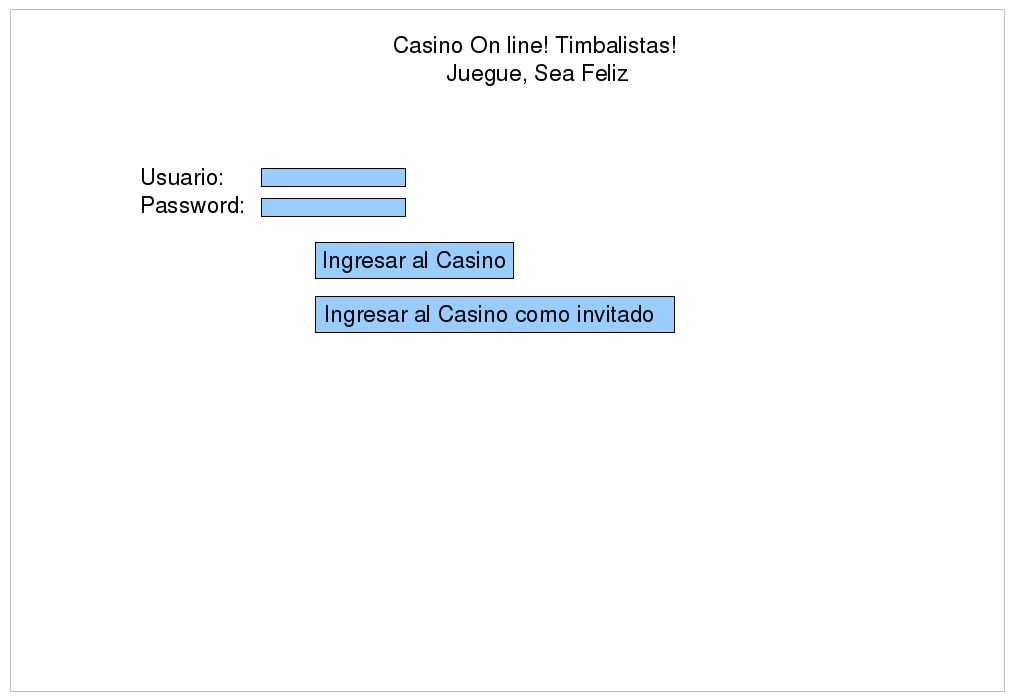 Casino On line! Timbalistas!
Juegue, Sea Feliz
Usuario:
Password:
Ingresar al Casino
Ingresar al Casino como invitado